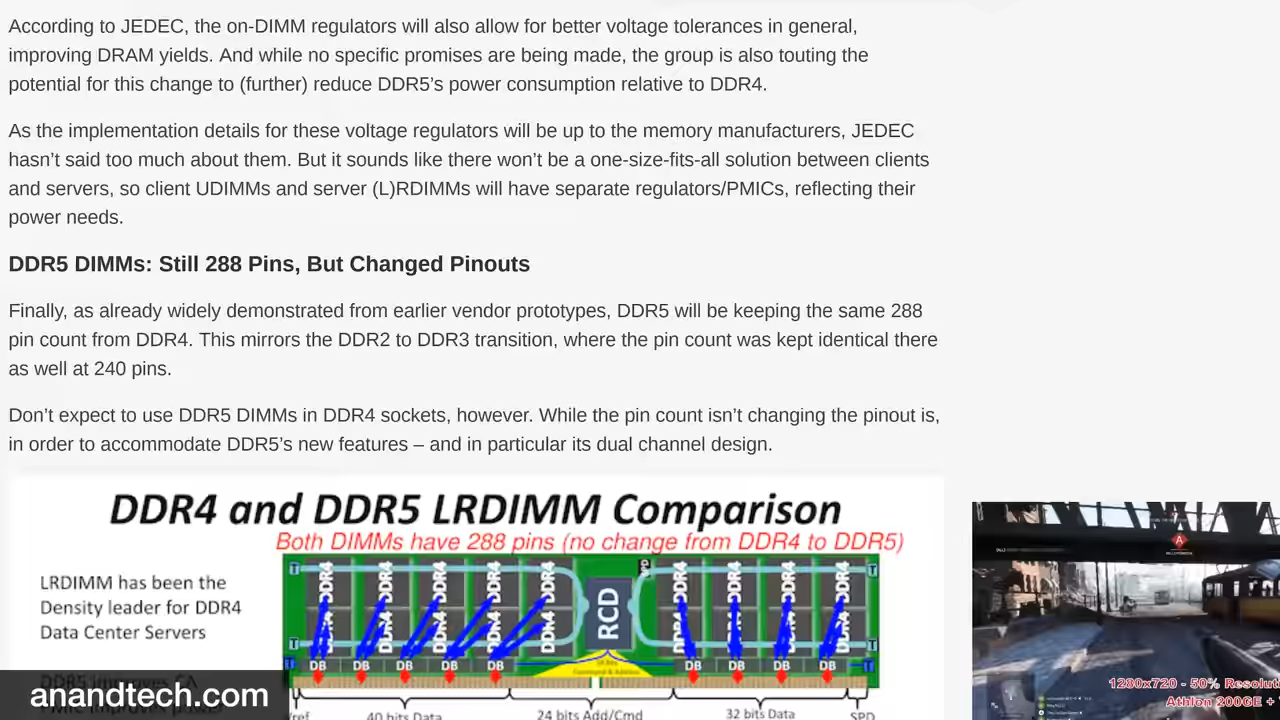 According to JEDEC, the on-DIMM regulators will also allow for better voltage tolerances in general,
improving DRAM yields. And while no specific promises are being made, the group is also touting the
potential for this change to (further) reduce DDR5’s power consumption relative to DDR4.
As the implementation details for these voltage regulators will be up to the memory manufacturers, JEDEC
hasn’t said too much about them. But it sounds like there won’t be a one-size-fits-all solution between clients
and servers, so client UDIMMs and server (L)RDIMMs will have separate regulators/PMICs, reflecting their
power needs.
DDR5 DIMMs: Still 288 Pins, But Changed Pinouts
Finally, as already widely demonstrated from earlier vendor prototypes, DDR5 will be keeping the same 288
pin count from DDR4. This mirrors the DDR2 to DDR3 transition, where the pin count was kept identical there
as well at 240 pins.
Don’t expect to use DDR5 DIMMs in DDR4 sockets, however. While the pin count isn’t changing the pinout is,
in order to accommodate DDR5’s new features – and in particular its dual channel design.
DDR4 and DDR5 LRDIMM Comparison
Both DIMMs have 288 pins (no change from DDR4 to DDR5)
LRDIMM has been the
Density leader for DDR4
Data Center Servers
DDR4 DDR4 DDR4 DDR4 DDR4 RCD DDR4 DDR4 DDR4 DDR4
DB DB DB DB DB DB DB DB DB
40 bits Data 24 bits Add/Cmd 32 bits Data SPD
A
1280x720 - 50%
Athlon 200GE +
anandtech.com